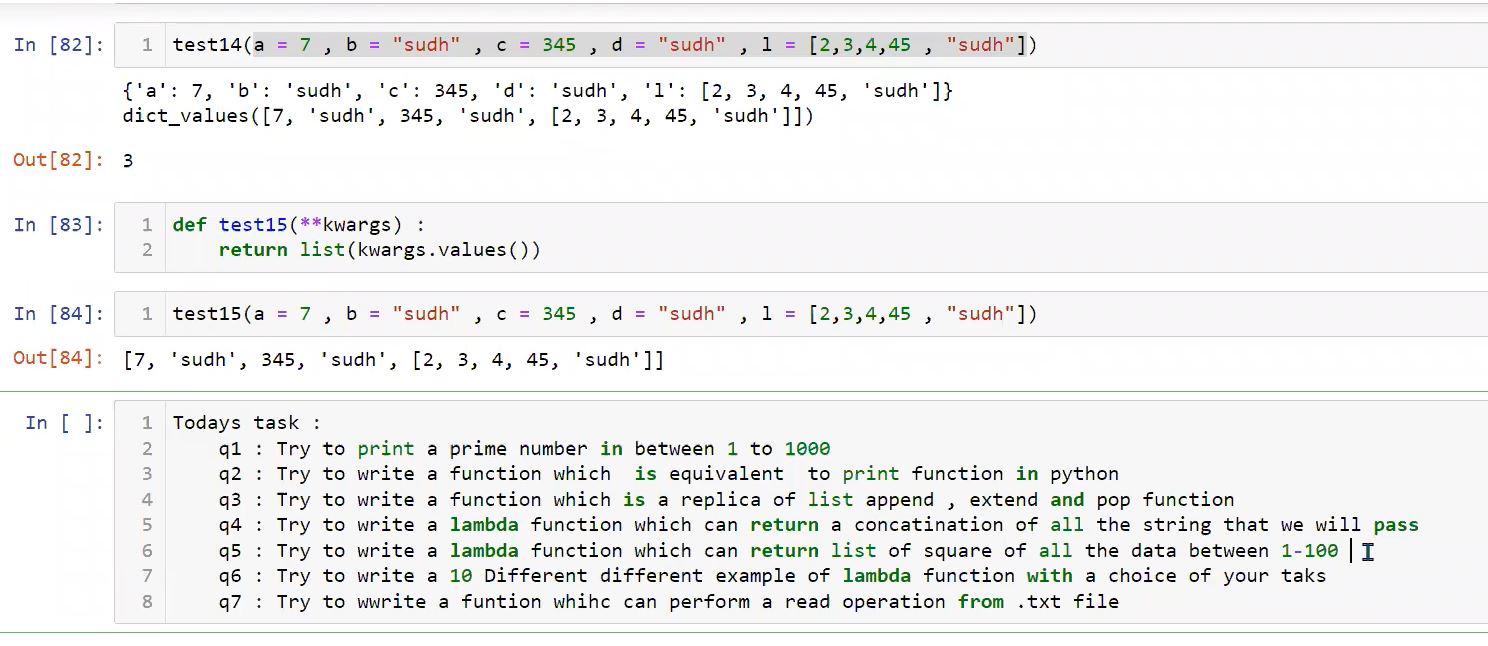 In [82]: 1 test14(a = 7 , b = "sudh" , c = 345 , d = "sudh" , l = [2,3,4,45 , "sudh"])
{'a': 7, 'b': 'sudh', 'c': 345, 'd': 'sudh', 'l': [2, 3, 4, 45, 'sudh']}
dict_values([7, 'sudh', 345, 'sudh', [2, 3, 4, 45, 'sudh']])
Out[82]: 3
In [83]: 1 def test15(**kwargs) :
2 return list(kwargs.values())
In [84]: 1 test15(a = 7 , b = "sudh" , c = 345 , d = "sudh" , l = [2,3,4,45 , "sudh"])
Out[84]: [7, 'sudh', 345, 'sudh', [2, 3, 4, 45, 'sudh']]
In [ ]: 1 Todays task :
2 q1 : Try to print a prime number in between 1 to 1000
3 q2 : Try to write a function which is equivalent to print function in python
4 q3 : Try to write a function which is a replica of list append , extend and pop function
5 q4 : Try to write a lambda function which can return a concatination of all the string that we will pass
6 q5 : Try to write a lambda function which can return list of square of all the data between 1-100
7 q6 : Try to write a 10 Different different example of lambda function with a choice of your taks
8 q7 : Try to wwrite a funtion whihc can perform a read operation from .txt file